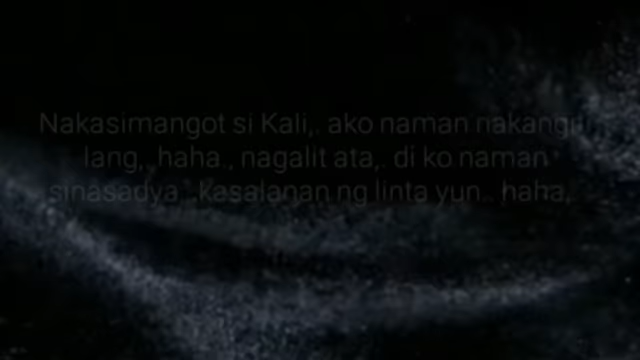 Nakasimangot si Kali,. ako naman nakangiti
lang,. haha., nagalit ata,. di ko naman
sinasadya,. kasalanan ng linta yun.. haha,